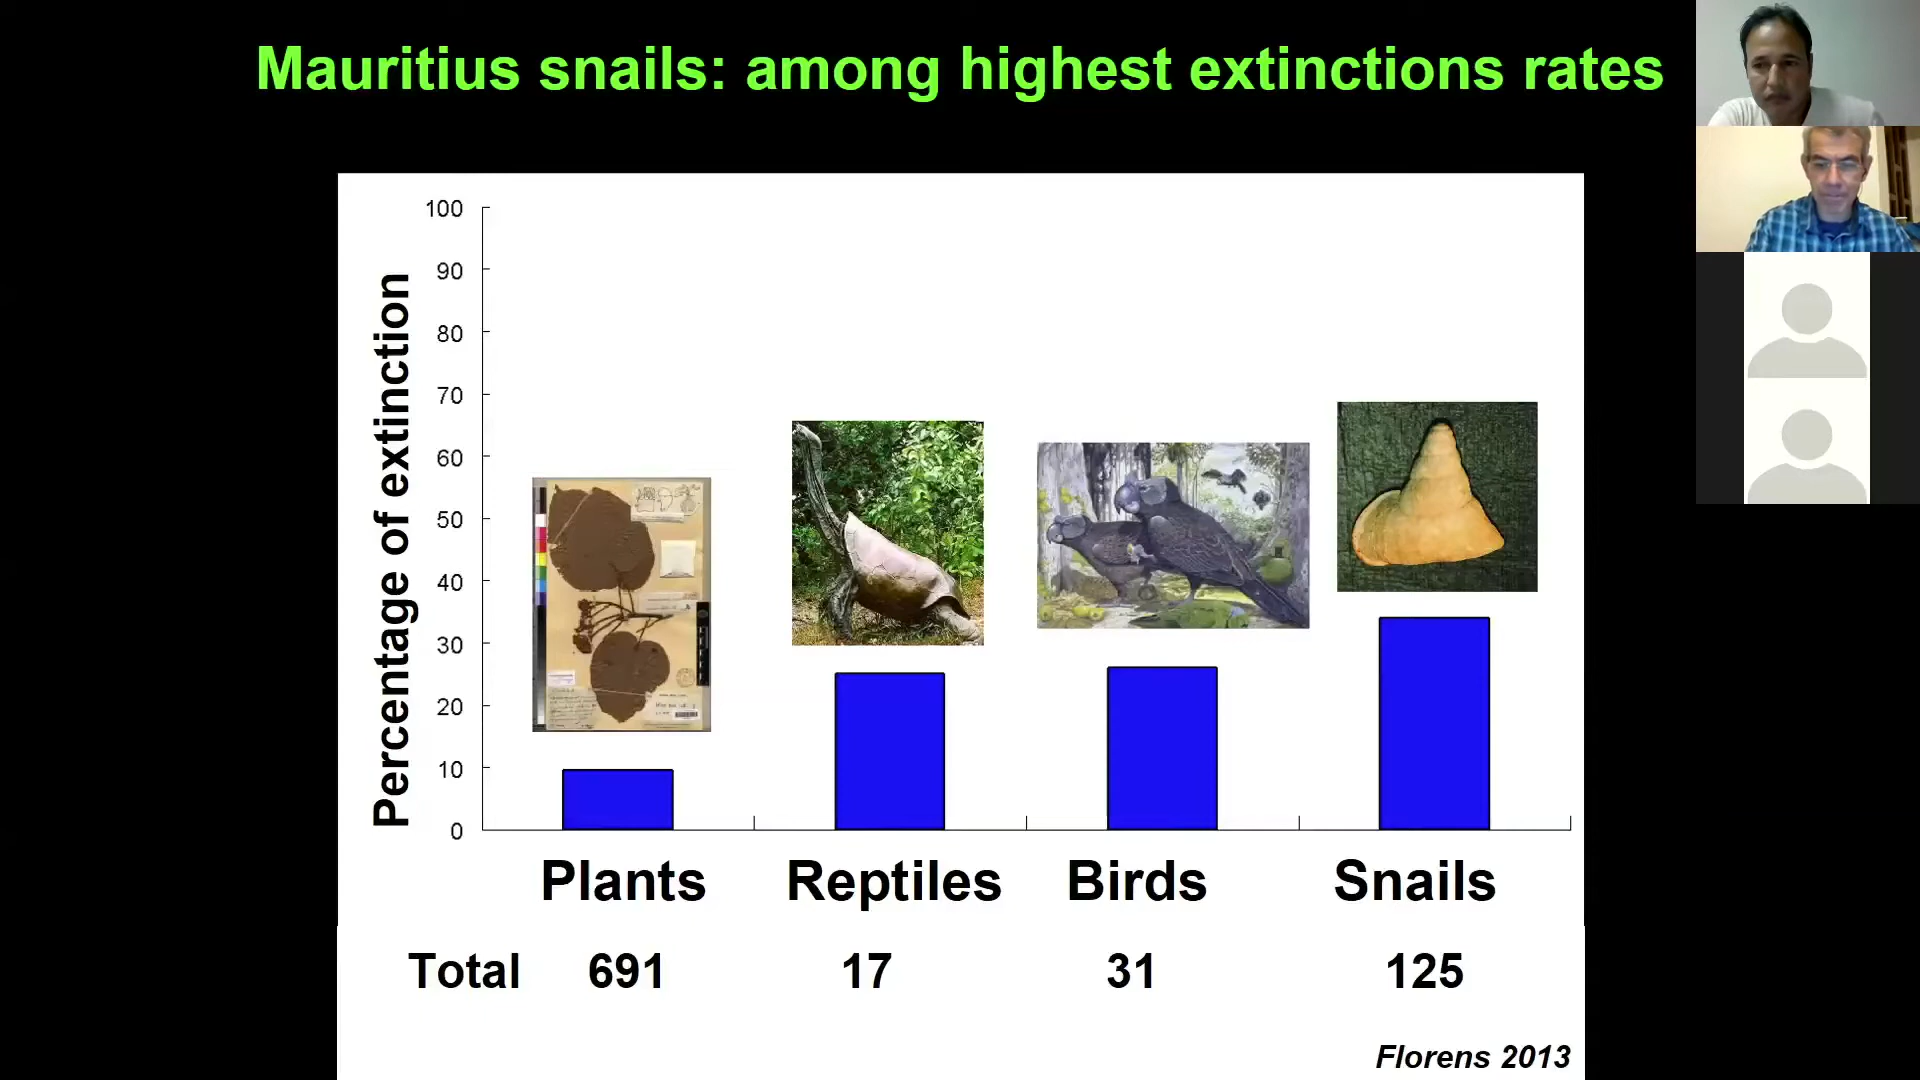 Mauritius snails: among highest extinctions rates
Percentage of extinction
100
90
80
70
60
50
40
30
20
10
0
Plants Reptiles Birds Snails
Total 691 17 31 125
Florens 2013